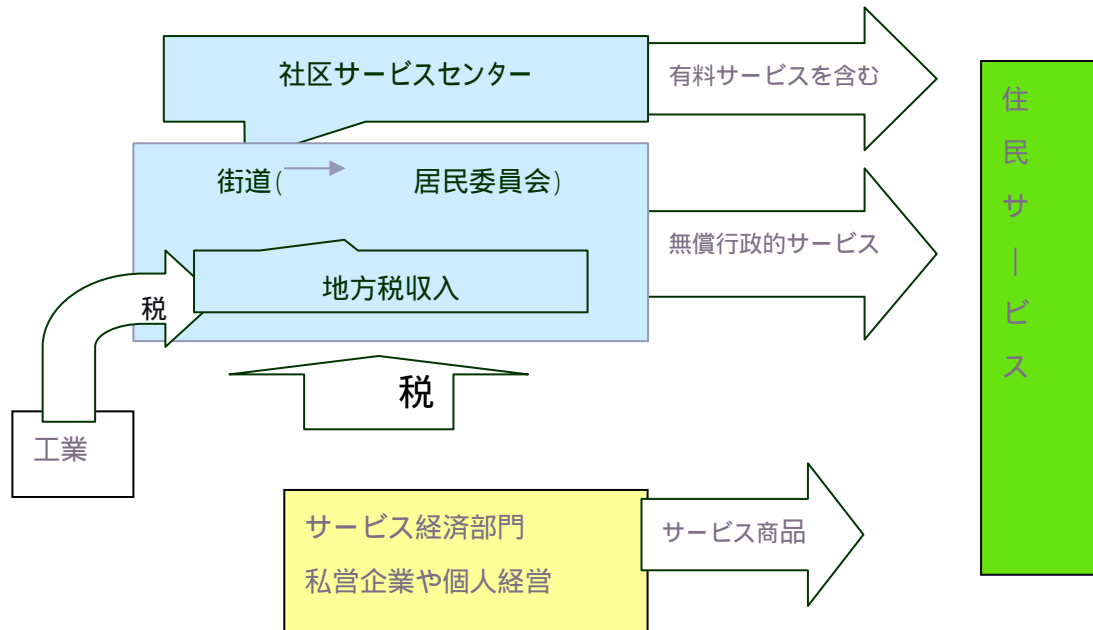 社区サービスセンター
有料サービスを含む
街道(→ 居民委員会)
無償行政的サービス
地方税収入
税
税
工業
サービス経済部門
私営企業や個人経営
サービス商品
住民サービス